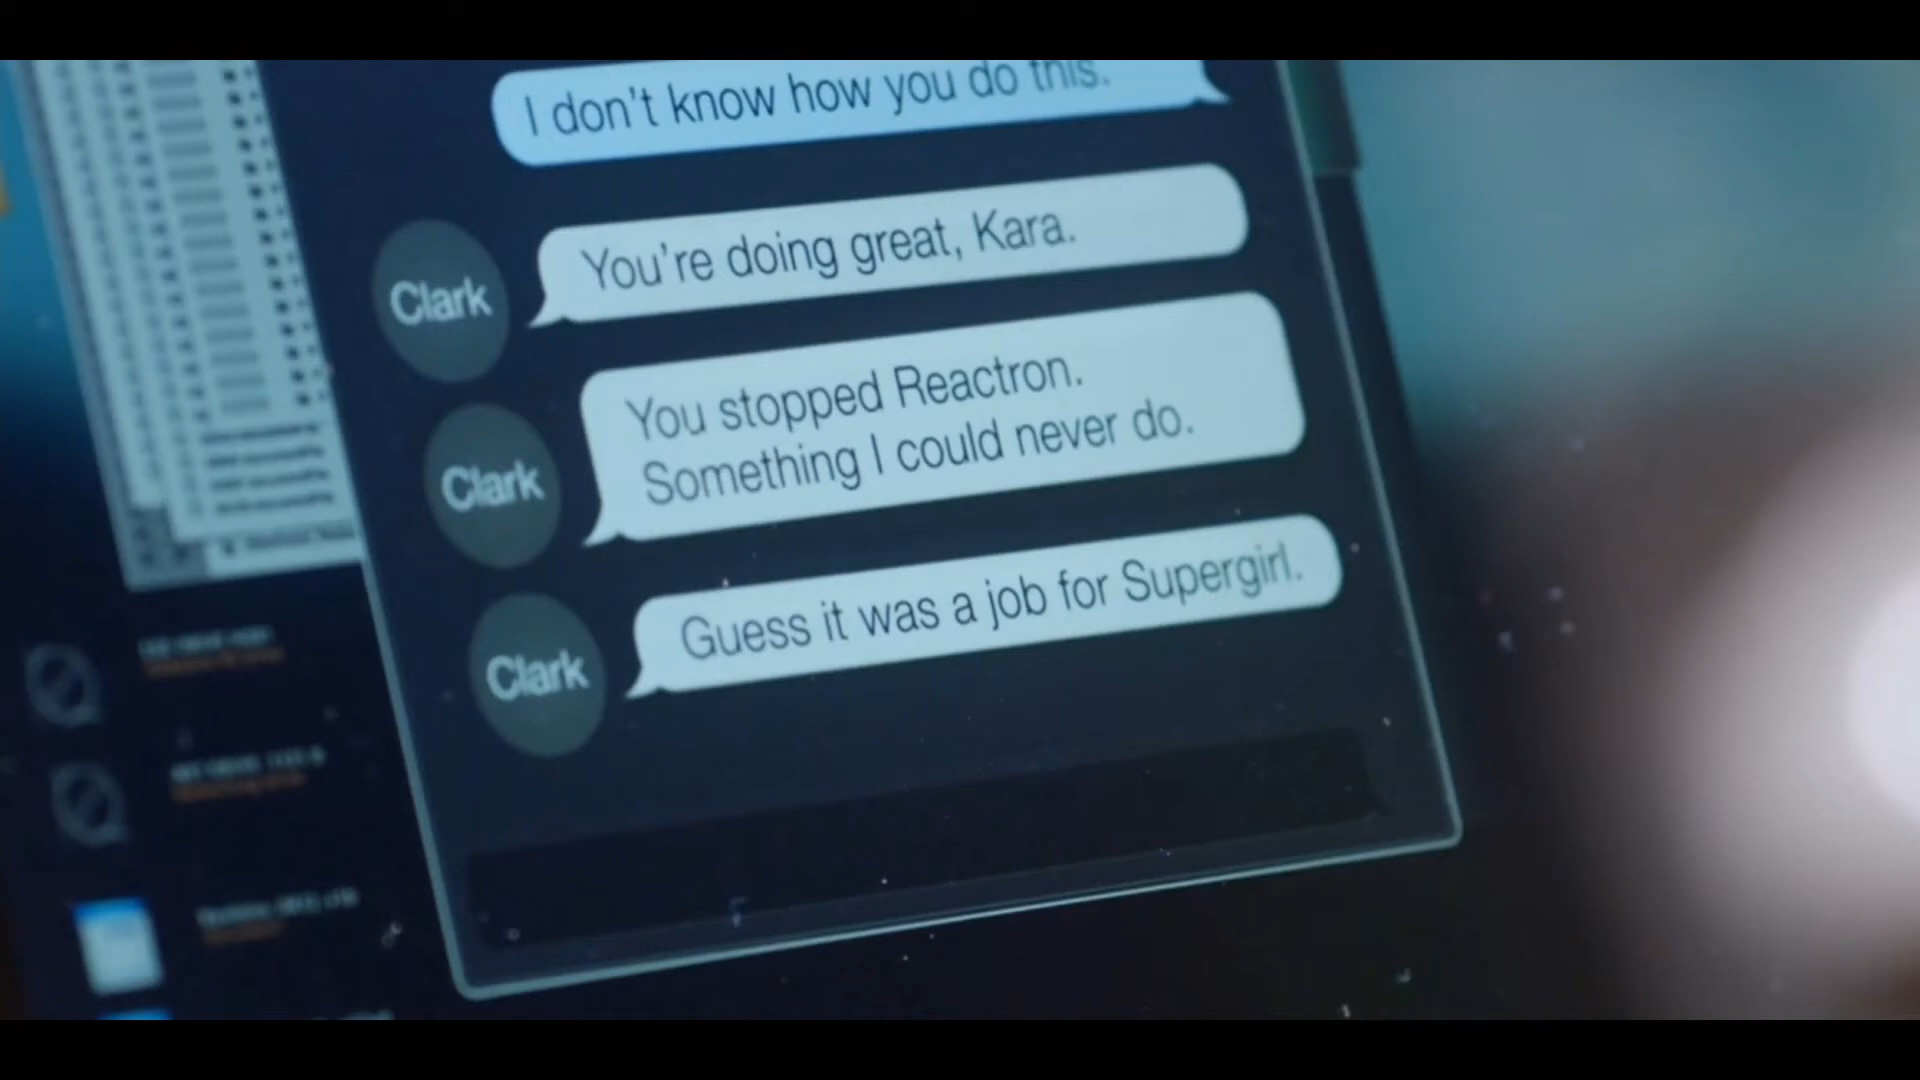 I don't know how you do this.
Clark
You're doing great, Kara.
Clark
You stopped Reactron.
Something I could never do.
Clark
Guess it was a job for Supergirl.